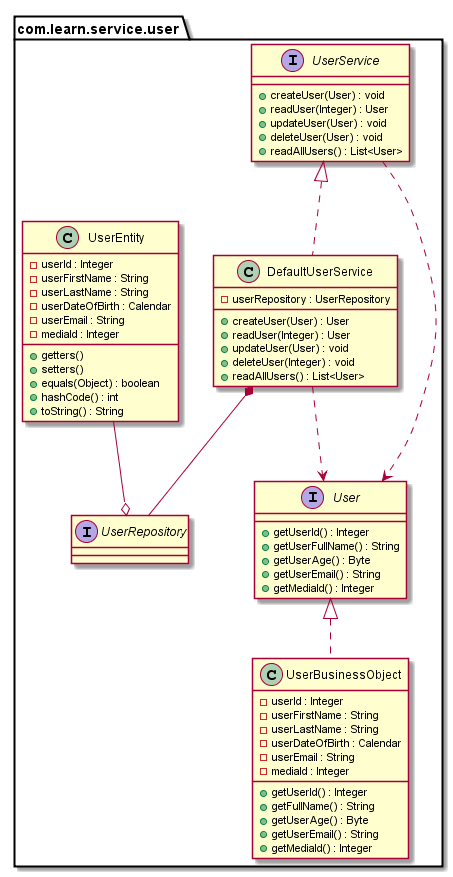 com.learn.service.user
I UserService
createUser(User) : void
readUser(Integer) : User
updateUser(User) : void
deleteUser(User) : void
readAllUsers() : List<User>
C UserEntity
userId : Integer
userFirstName : String
userLastName : String
userDateOfBirth : Calendar
userEmail : String
mediaId : Integer
getters()
setters()
equals(Object) : boolean
hashCode() : int
toString() : String
C DefaultUserService
userRepository : UserRepository
createUser(User) : User
readUser(Integer) : User
updateUser(User) : void
deleteUser(Integer) : void
readAllUsers() : List<User>
I UserRepository
I User
getUserId() : Integer
getUserFullName() : String
getUserAge() : Byte
getUserEmail() : String
getMediaId() : Integer
C UserBusinessObject
userId : Integer
userFirstName : String
userLastName : String
userDateOfBirth : Calendar
userEmail : String
mediaId : Integer
getUserId() : Integer
getFullName() : String
getUserAge() : Byte
getUserEmail() : String
getMediaId() : Integer